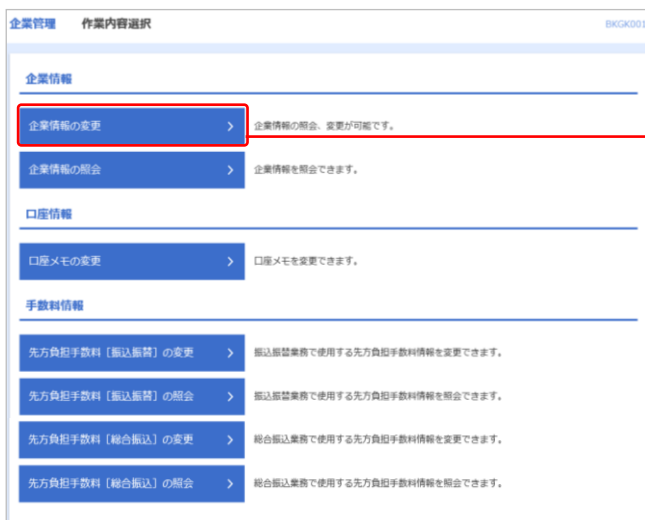 企業管理 作業内容選択 BKGK001
企業情報
企業情報の変更 企業情報の照会、変更が可能です。
企業情報の照会 企業情報を照会できます。
口座情報
口座メモの変更 口座メモを変更できます。
手数料情報
先方負担手数料〔振込振替〕の変更 振込振替業務で使用する先方負担手数料情報を変更できます。
先方負担手数料〔振込振替〕の照会 振込振替業務で使用する先方負担手数料情報を照会できます。
先方負担手数料〔総合振込〕の変更 総合振込業務で使用する先方負担手数料情報を変更できます。
先方負担手数料〔総合振込〕の照会 総合振込業務で使用する先方負担手数料情報を照会できます。